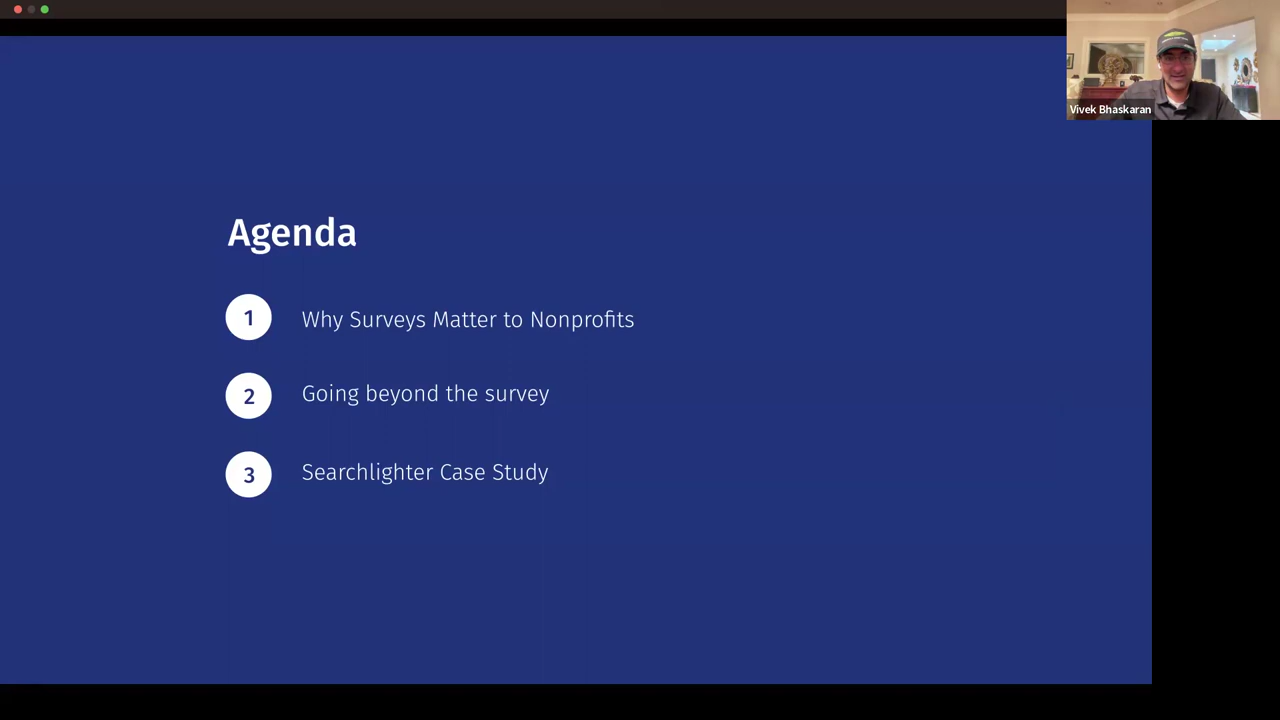 Vivek Bhaskaran
Agenda
1 Why Surveys Matter to Nonprofits
2 Going beyond the survey
3 Searchlighter Case Study